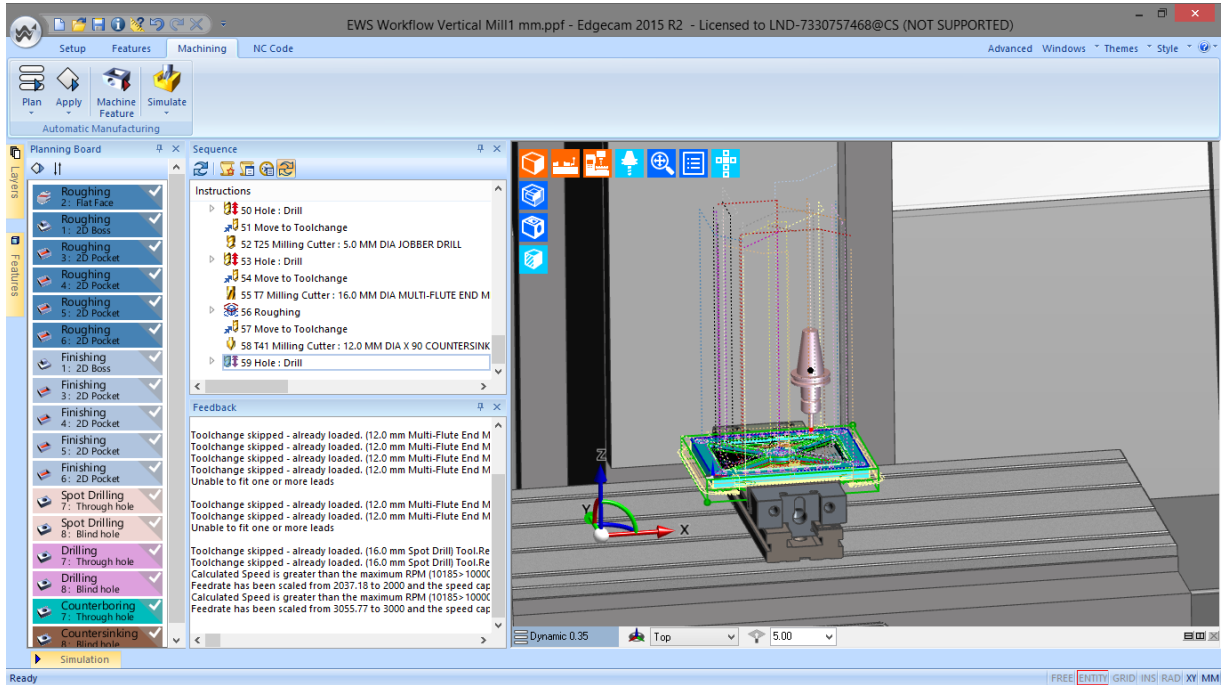 EWS Workflow Vertical Mill1 mm.ppf - Edgecam 2015 R2 - Licensed to LND-7330757468@CS (NOT SUPPORTED)
Setup Features Machining NC Code Advanced Windows Themes Style
Plan Apply Machine Feature Simulate
Automatic Manufacturing
Layers
Features
Planning Board
Roughing
2: Flat Face
Roughing
1: 2D Boss
Roughing
3: 2D Pocket
Roughing
4: 2D Pocket
Roughing
5: 2D Pocket
Roughing
6: 2D Pocket
Finishing
1: 2D Boss
Finishing
3: 2D Pocket
Finishing
4: 2D Pocket
Finishing
5: 2D Pocket
Finishing
6: 2D Pocket
Spot Drilling
7: Through hole
Spot Drilling
8: Blind hole
Drilling
7: Through hole
Drilling
8: Blind hole
Counterboring
7: Through hole
Countersinking
8: Blind hole
Simulation
Sequence
Instructions
50 Hole : Drill
51 Move to Toolchange
52 T25 Milling Cutter : 5.0 MM DIA JOBBER DRILL
53 Hole : Drill
54 Move to Toolchange
55 T7 Milling Cutter : 16.0 MM DIA MULTI-FLUTE END M
56 Roughing
57 Move to Toolchange
58 T41 Milling Cutter : 12.0 MM DIA X 90 COUNTERSINK
59 Hole : Drill
Feedback
Toolchange skipped - already loaded. (12.0 mm Multi-Flute End M
Toolchange skipped - already loaded. (12.0 mm Multi-Flute End M
Toolchange skipped - already loaded. (12.0 mm Multi-Flute End M
Toolchange skipped - already loaded. (12.0 mm Multi-Flute End M
Unable to fit one or more leads
Toolchange skipped - already loaded. (12.0 mm Multi-Flute End M
Toolchange skipped - already loaded. (12.0 mm Multi-Flute End M
Unable to fit one or more leads
Toolchange skipped - already loaded. (16.0 mm Spot Drill) Tool.Re
Toolchange skipped - already loaded. (16.0 mm Spot Drill) Tool.Re
Calculated Speed is greater than the maximum RPM (10185>10000
Feedrate has been scaled from 2037.18 to 2000 and the speed cap
Calculated Speed is greater than the maximum RPM (10185>10000
Feedrate has been scaled from 3055.77 to 3000 and the speed cap
Z
Y
X
Dynamic 0.35 Top 5.00
Ready FREE ENTITY GRID INS RAD XY MM